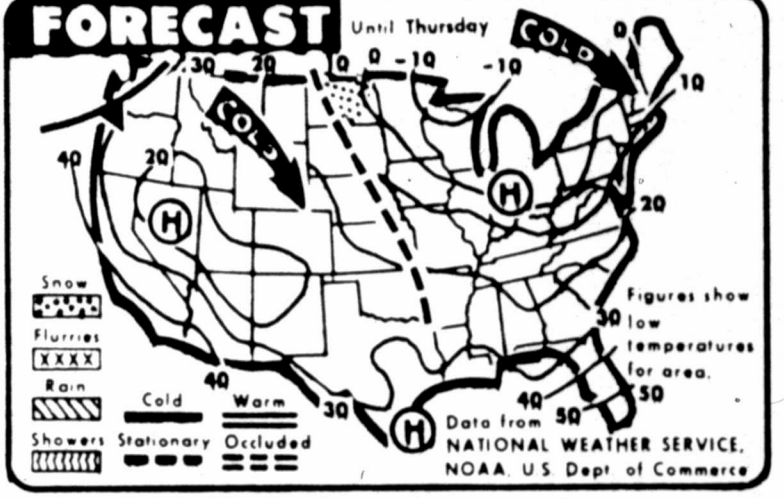 FORECAST
Until Thursday
COLD
COLD
30 20 0 0 -10 -10 0
10
40 20
H
H
20
Snow
Flurries
Rain
Showers
Cold Warm
Stationary Occluded
40
30
H
30
40 50 50
Figures show
low
temperatures
for area.
Data from
NATIONAL WEATHER SERVICE,
NOAA, U.S. Dept. of Commerce